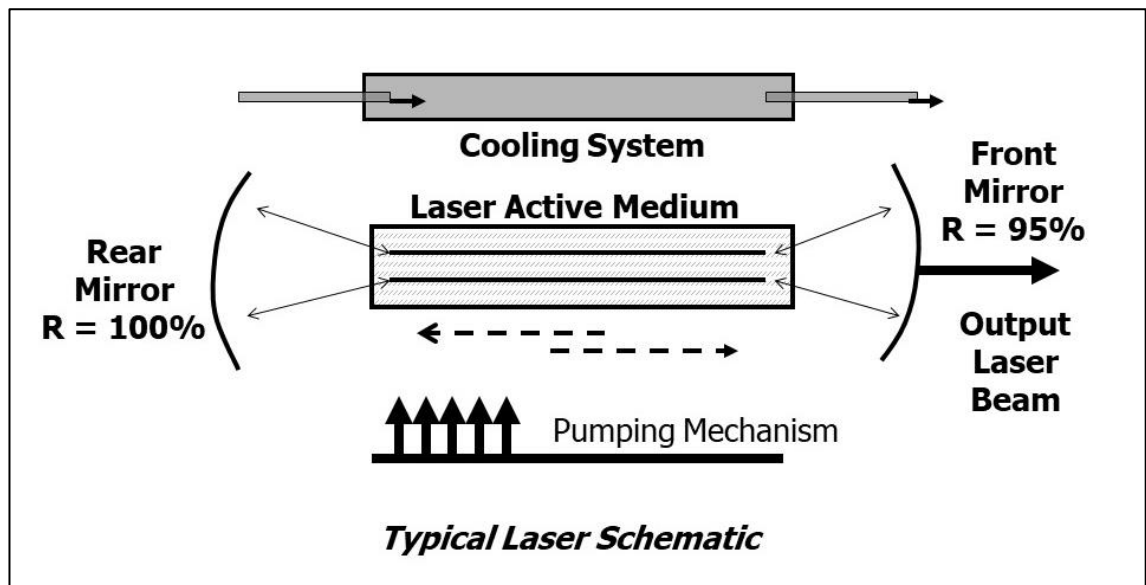 Cooling System
Front
Mirror
R = 95%
Laser Active Medium
Rear
Mirror
R = 100%
Output
Laser
Beam
Pumping Mechanism
Typical Laser Schematic